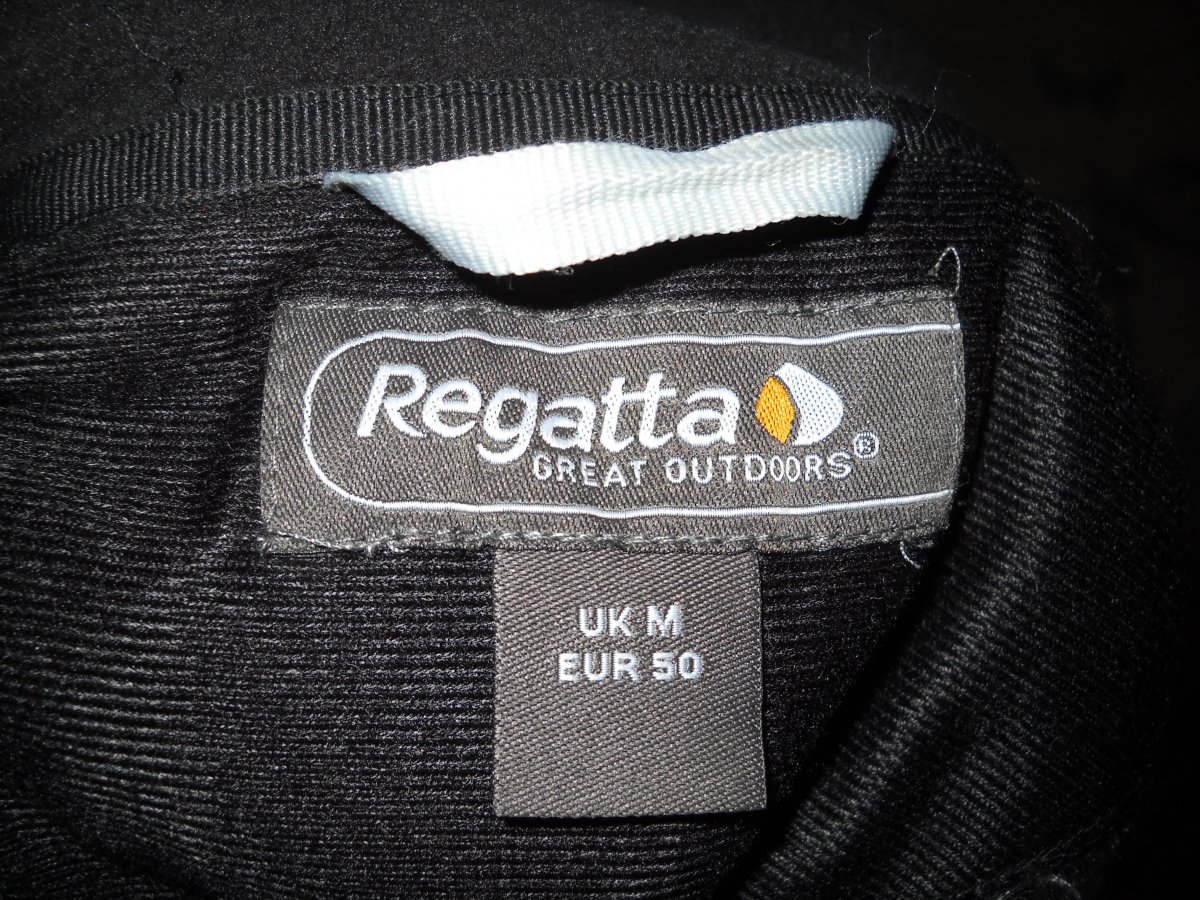 Regatta
GREAT OUTDOORS®
UK M
EUR 50